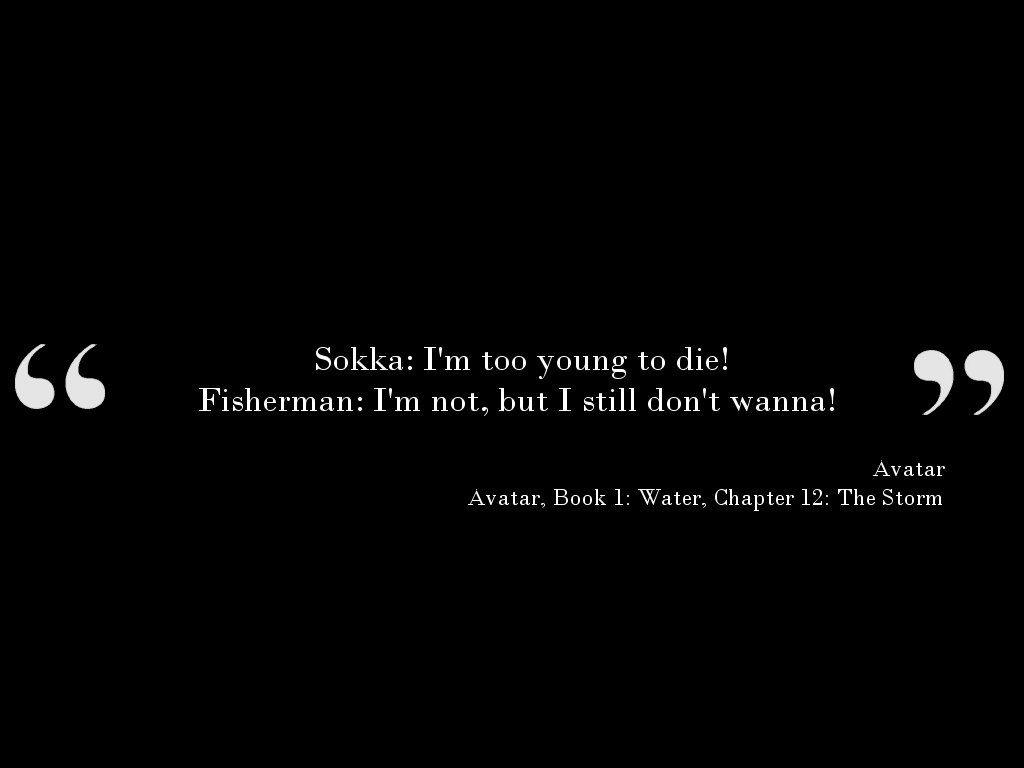 “ Sokka: I'm too young to die! ”
Fisherman: I'm not, but I still don't wanna!
Avatar
Avatar, Book 1: Water, Chapter 12: The Storm